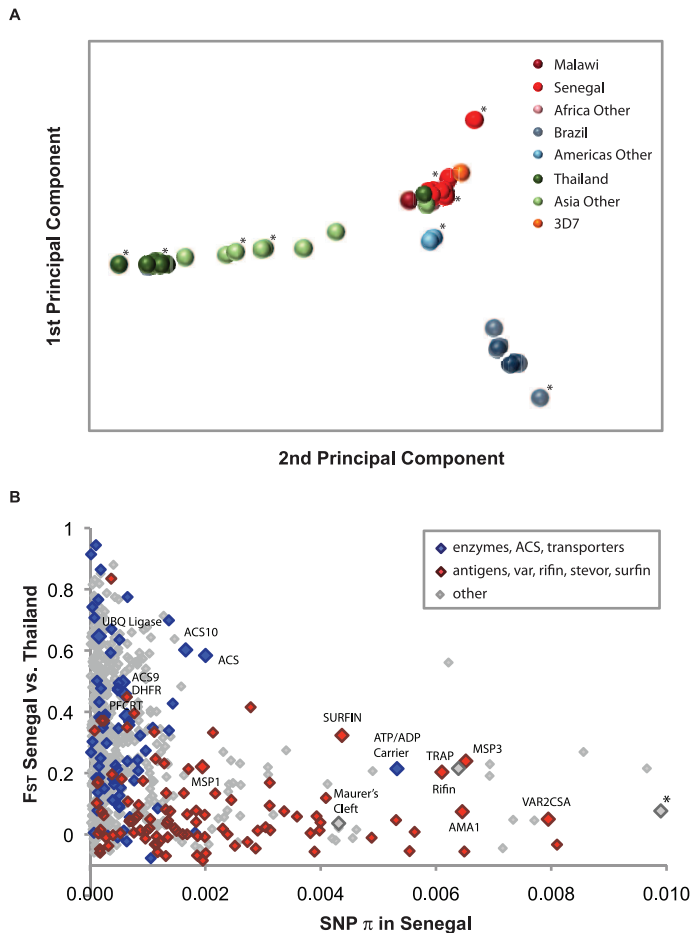 A
1st Principal Component
2nd Principal Component
Malawi
Senegal
Africa Other
Brazil
Americas Other
Thailand
Asia Other
3D7
*
*
*
*
*
*
*
*
*
B
FST Senegal vs. Thailand
1
0.8
0.6
0.4
0.2
0
enzymes, ACS, transporters
antigens, var, rifin, stevor, surfin
other
UBQ Ligase
ACS10
ACS
ACS9
DHFR
PFCRT
SURFIN
ATP/ADP
Carrier
TRAP
MSP3
Rifin
MSP1
Maurer's
Cleft
AMA1
VAR2CSA
*
0.000
0.002
0.004
0.006
0.008
0.010
SNP π in Senegal